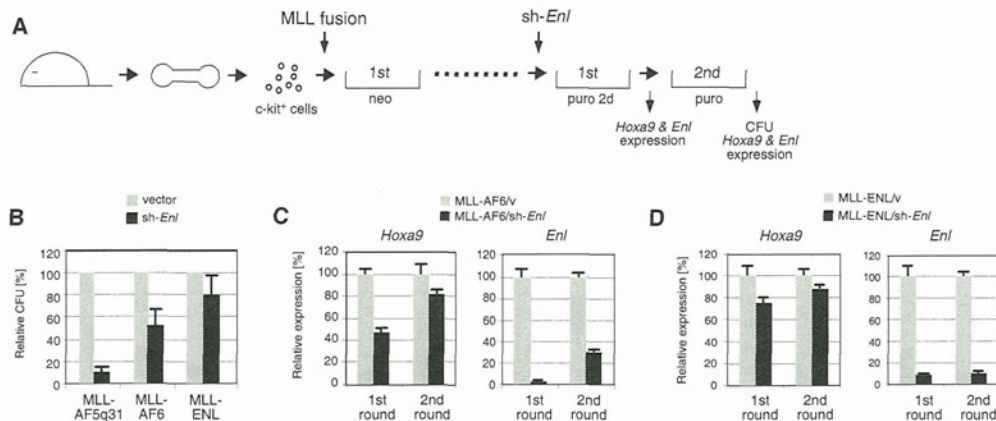 A
MLL fusion
sh-Enl
1st
neo
c-kit+ cells
1st
puro 2d
2nd
puro
Hoxa9 & Enl
expression
CFU
Hoxa9 & Enl
expression
B
vector
sh-Enl
Relative CFU [%]
120
100
80
60
40
20
0
MLL-
AF5q31
MLL-
AF6
MLL-
ENL
C
MLL-AF6/v
MLL-AF6/sh-Enl
Hoxa9
Relative expression [%]
120
100
80
60
40
20
0
1st
round
2nd
round
Enl
120
100
80
60
40
20
0
1st
round
2nd
round
D
MLL-ENL/v
MLL-ENL/sh-Enl
Hoxa9
Relative expression [%]
120
100
80
60
40
20
0
1st
round
2nd
round
Enl
120
100
80
60
40
20
0
1st
round
2nd
round